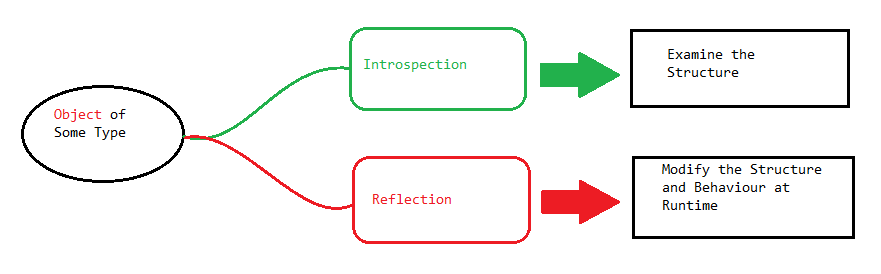 Object of
Some Type
Introspection
Examine the
Structure
Reflection
Modify the Structure
and Behaviour at
Runtime